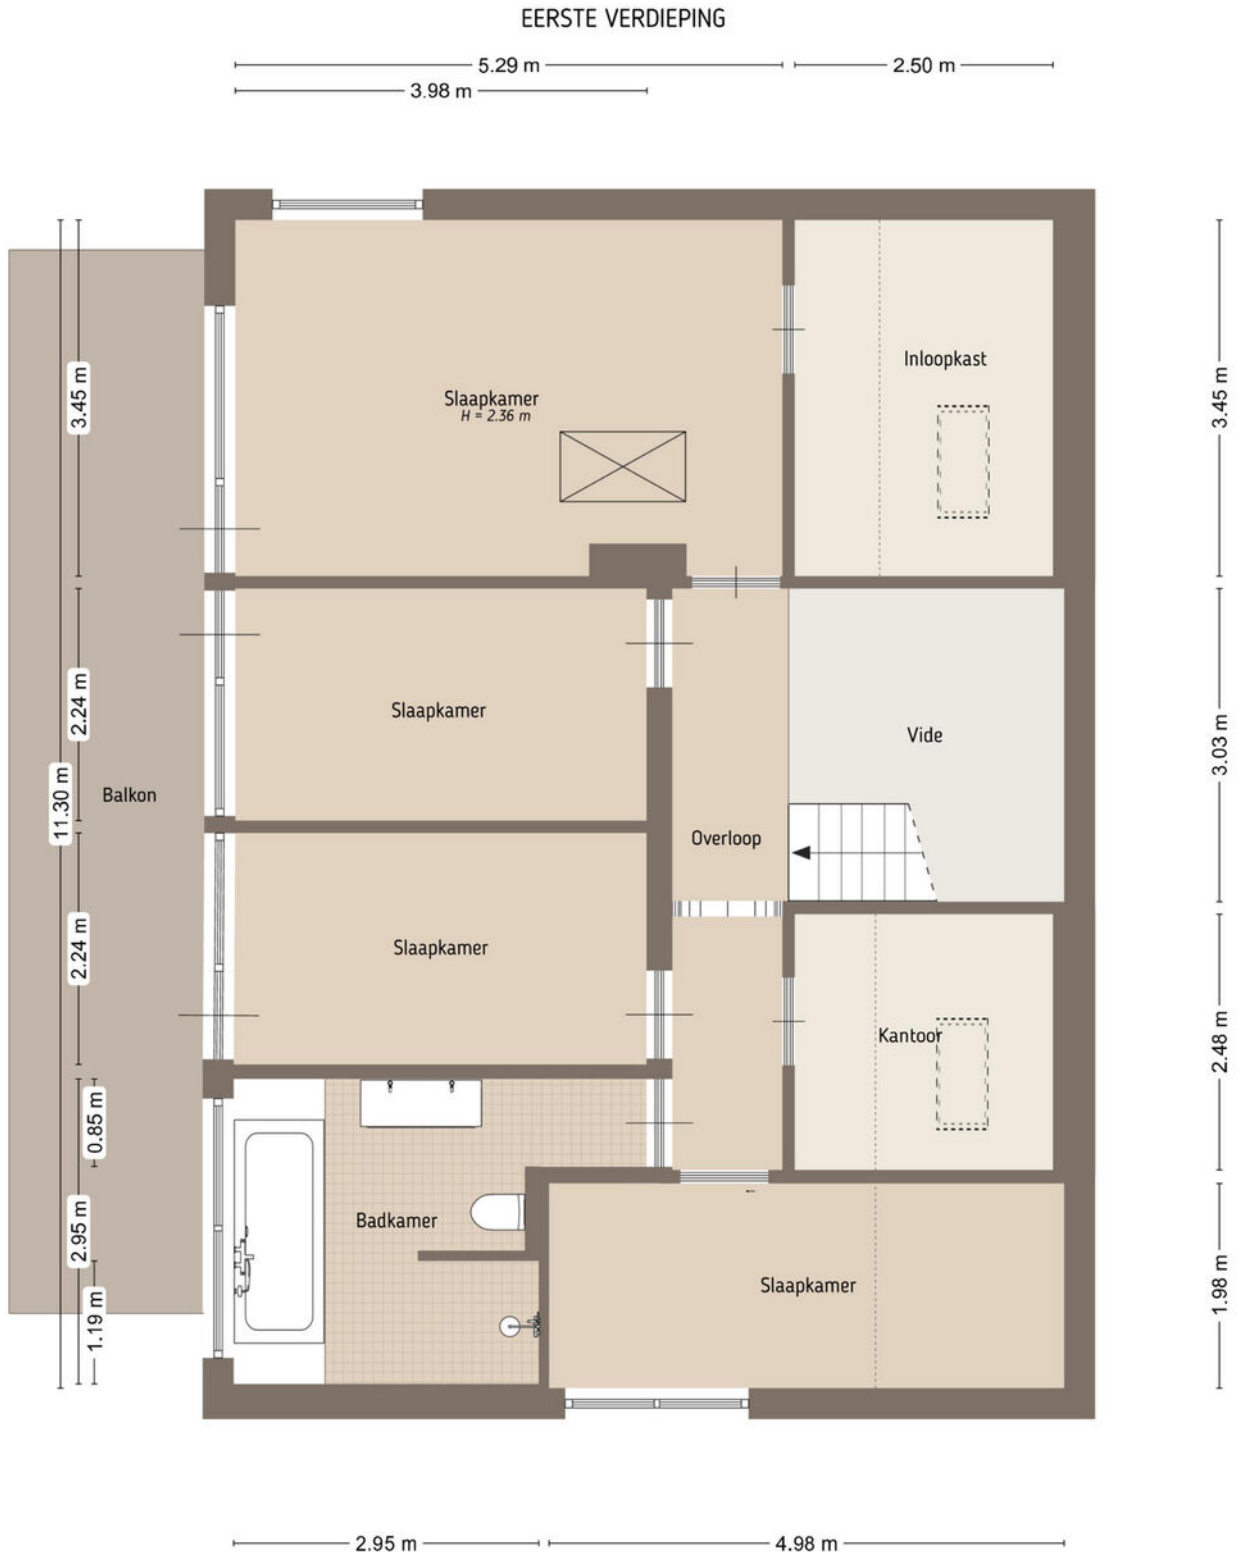 EERSTE VERDIEPING
5.29 m
2.50 m
3.98 m
3.45 m
3.45 m
Inloopkast
Slaapkamer
H = 2.36 m
2.24 m
Slaapkamer
Vide
3.03 m
11.30 m
Balkon
Overloop
2.24 m
Slaapkamer
Kantoor
2.48 m
0.85 m
2.95 m
Badkamer
Slaapkamer
1.98 m
1.19 m
2.95 m
4.98 m